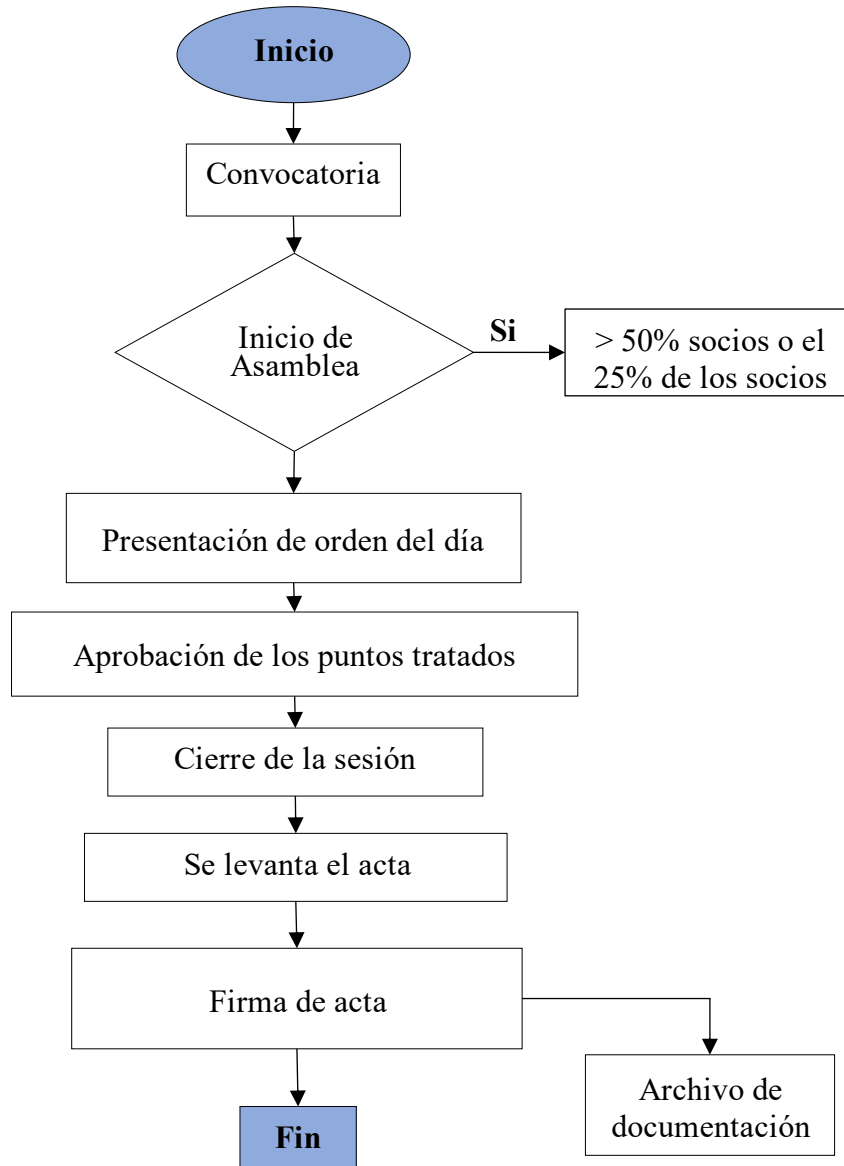 Inicio
Convocatoria
Inicio de
Asamblea
Si
> 50% socios o el
25% de los socios
Presentación de orden del día
Aprobación de los puntos tratados
Cierre de la sesión
Se levanta el acta
Firma de acta
Archivo de
documentación
Fin